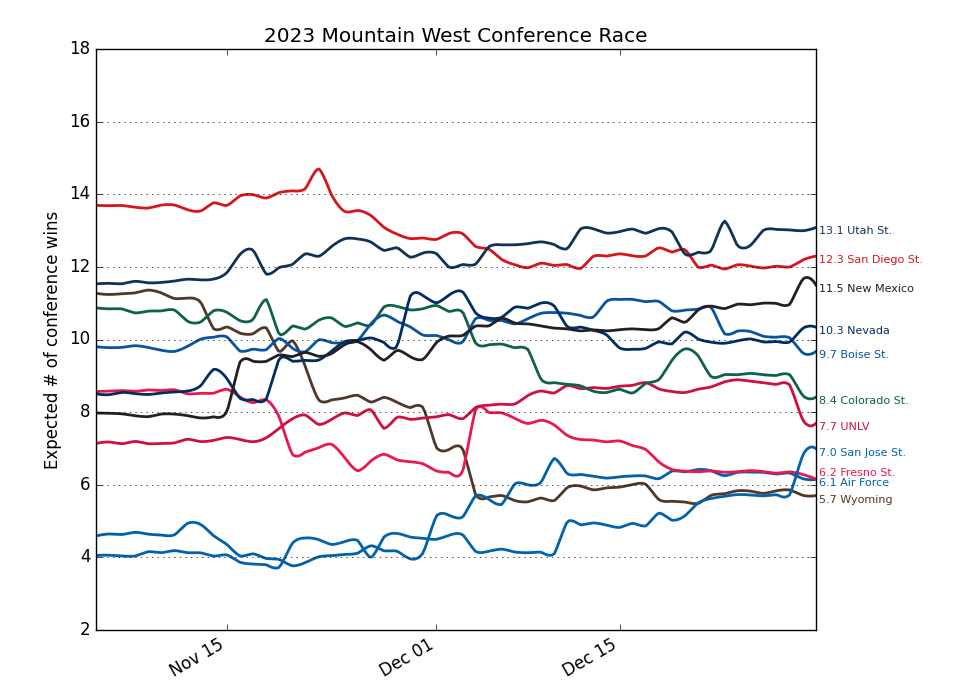 2023 Mountain West Conference Race
Expected # of conference wins
18
16
14
12
10
8
6
4
2
Nov 15
Dec 01
Dec 15
13.1 Utah St.
12.3 San Diego St.
11.5 New Mexico
10.3 Nevada
9.7 Boise St.
8.4 Colorado St.
7.7 UNLV
7.0 San Jose St.
6.2 Fresno St.
6.1 Air Force
5.7 Wyoming